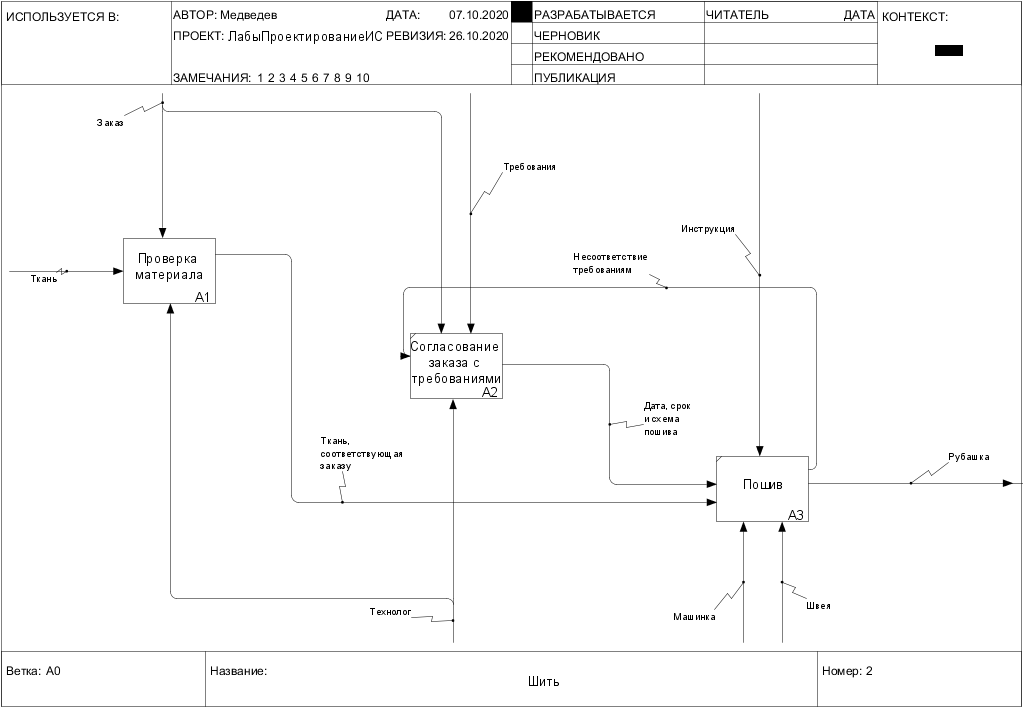 ИСПОЛЬЗУЕТСЯ В:
АВТОР: Медведев
ДАТА: 07.10.2020
ПРОЕКТ: ЛабыПроектированиеИС
РЕВИЗИЯ: 26.10.2020
ЗАМЕЧАНИЯ: 1 2 3 4 5 6 7 8 9 10
РАЗРАБАТЫВАЕТСЯ
ЧЕРНОВИК
РЕКОМЕНДОВАНО
ПУБЛИКАЦИЯ
ЧИТАТЕЛЬ
ДАТА
КОНТЕКСТ:
Заказ
Требования
Инструкция
Ткань
Проверка
материала
A1
Несоответствие
требованиям
Согласование
заказа с
требованиями
A2
Дата, срок
и схема
пошива
Ткань,
соответствующая
заказу
Пошив
A3
Рубашка
Технолог
Машинка
Швея
Ветка: A0
Название:
Шить
Номер: 2